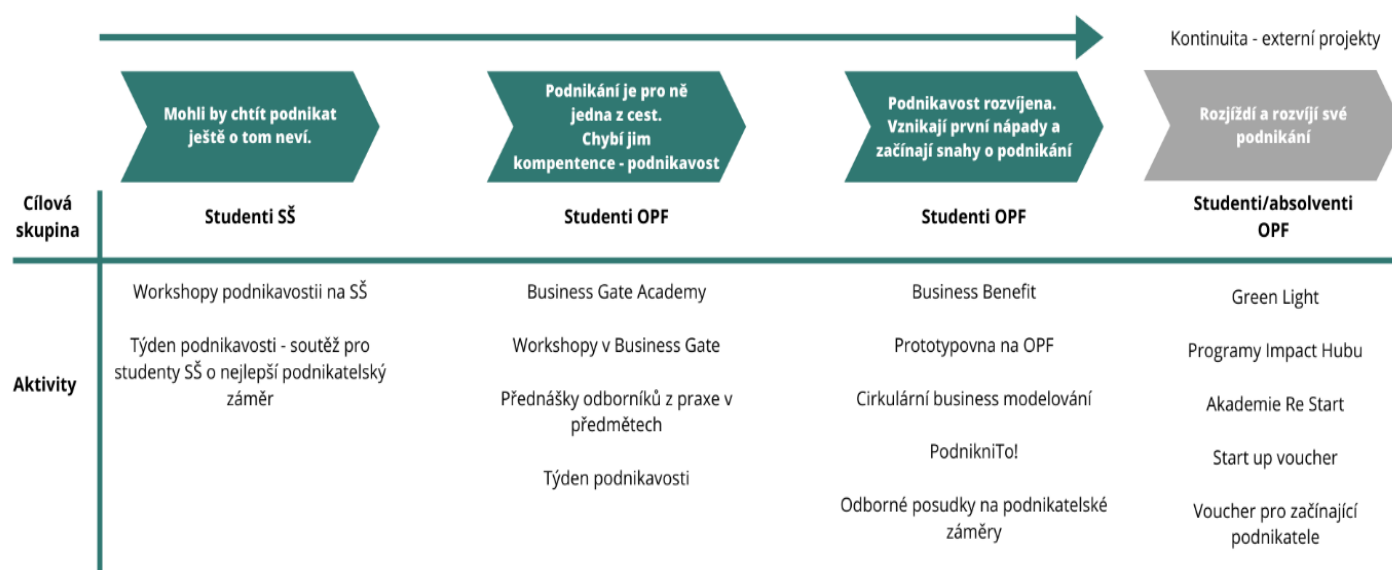 Kontinuita - externí projekty
Mohli by chtít podnikat
ještě o tom neví.
Podnikání je pro ně
jedna z cest.
Chybí jim
kompetence - podnikavost
Podnikavost rozvíjena.
Vznikají první nápady a
začínají snahy o podnikání
Rozjíždí a rozvíjí své
podnikání
Cílová
skupina
Studenti SŠ
Studenti OPF
Studenti OPF
Studenti/absolventi
OPF
Aktivity
Workshopy podnikavostii na SŠ
Týden podnikavosti - soutěž pro
studenty SŠ o nejlepší podnikatelský
záměr
Business Gate Academy
Workshopy v Business Gate
Přednášky odborníků z praxe v
předmětech
Týden podnikavosti
Business Benefit
Prototypovna na OPF
Cirkulární business modelování
PodnikniTo!
Odborné posudky na podnikatelské
záměry
Green Light
Programy Impact Hubu
Akademie Re Start
Start up voucher
Voucher pro začínající
podnikatele